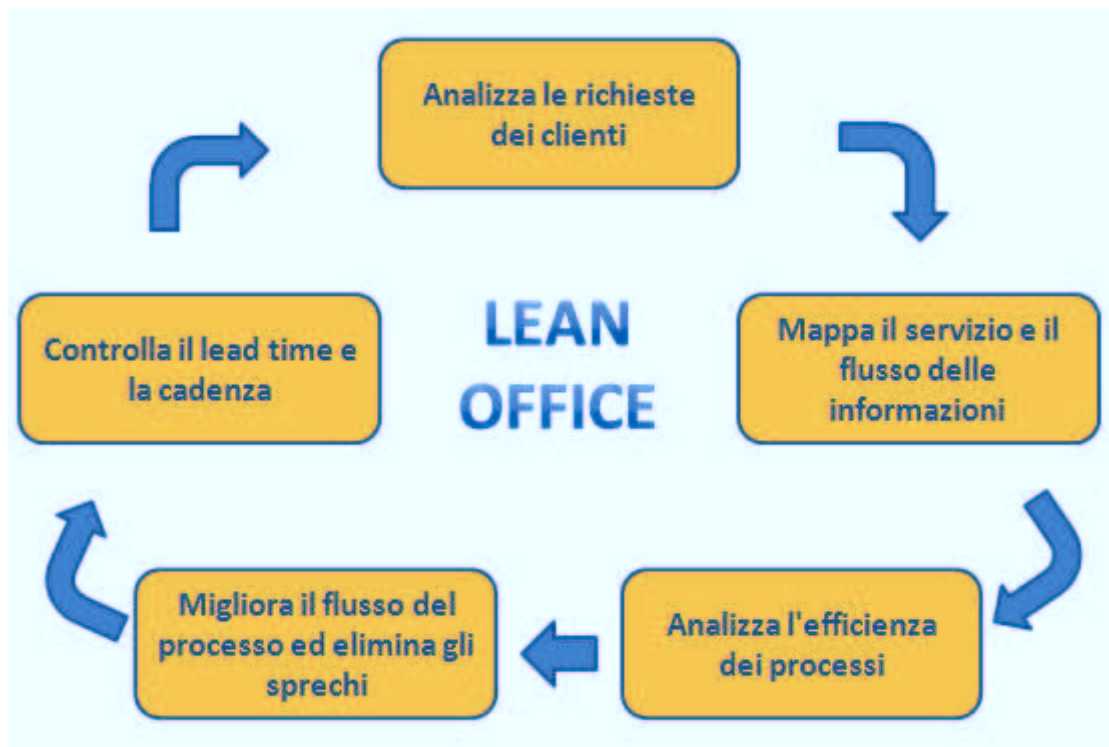 Analizza le richieste
dei clienti
Mappa il servizio e il
flusso delle
informazioni
Analizza l'efficienza
dei processi
Migliora il flusso del
processo ed elimina gli
sprechi
Controlla il lead time e
la cadenza
LEAN
OFFICE